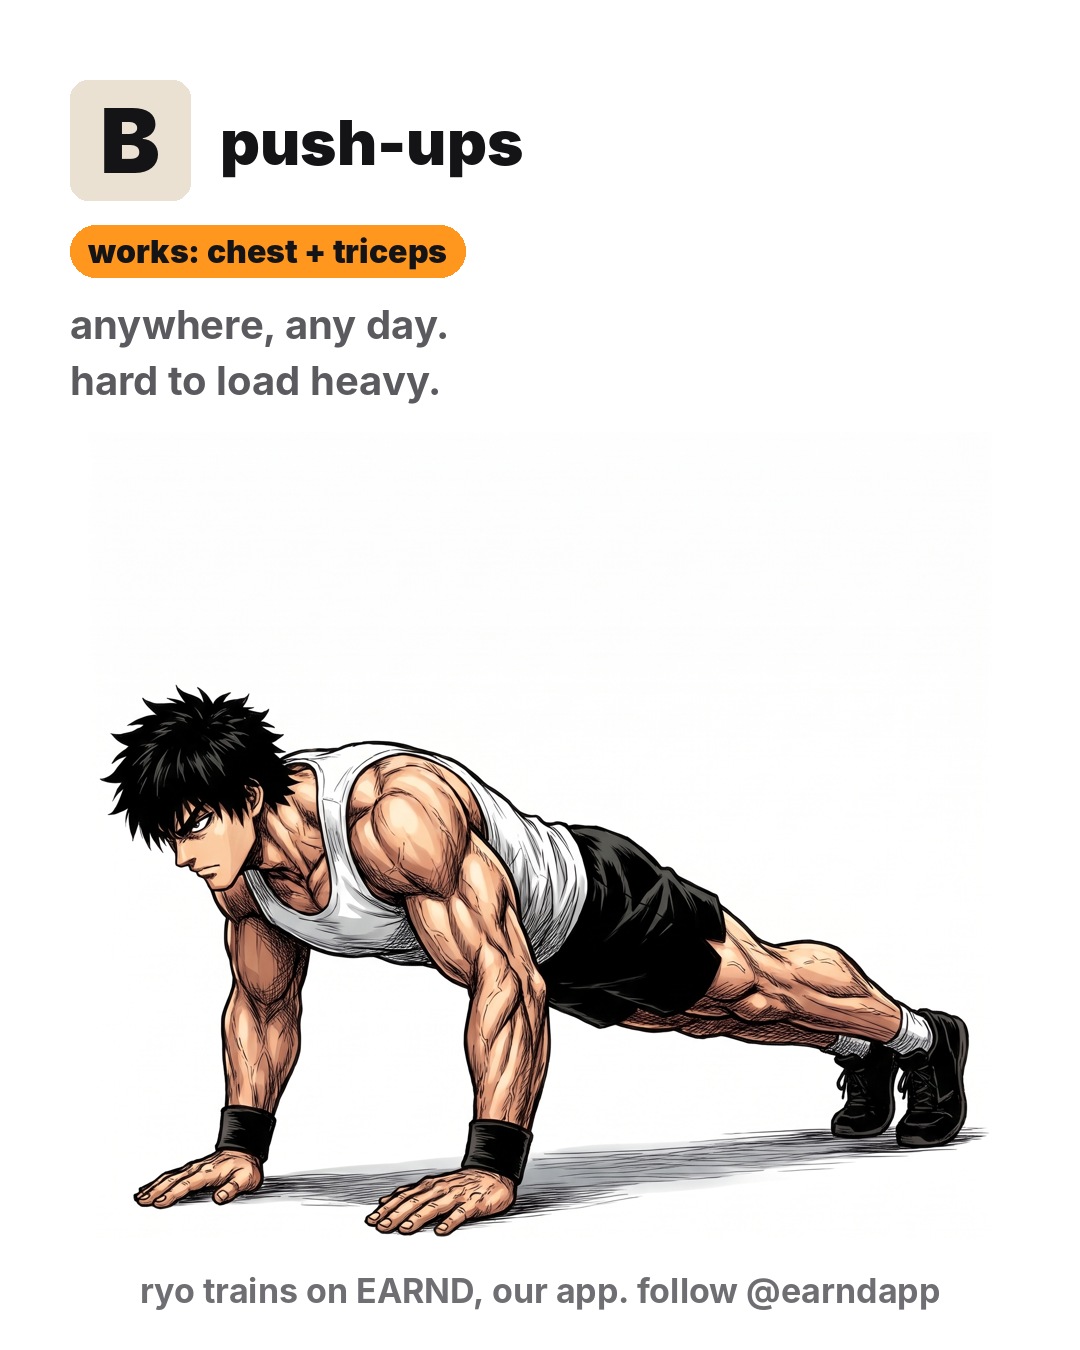 B
push-ups
works: chest + triceps
anywhere, any day.
hard to load heavy.
ryo trains on EARND, our app. follow @earndapp